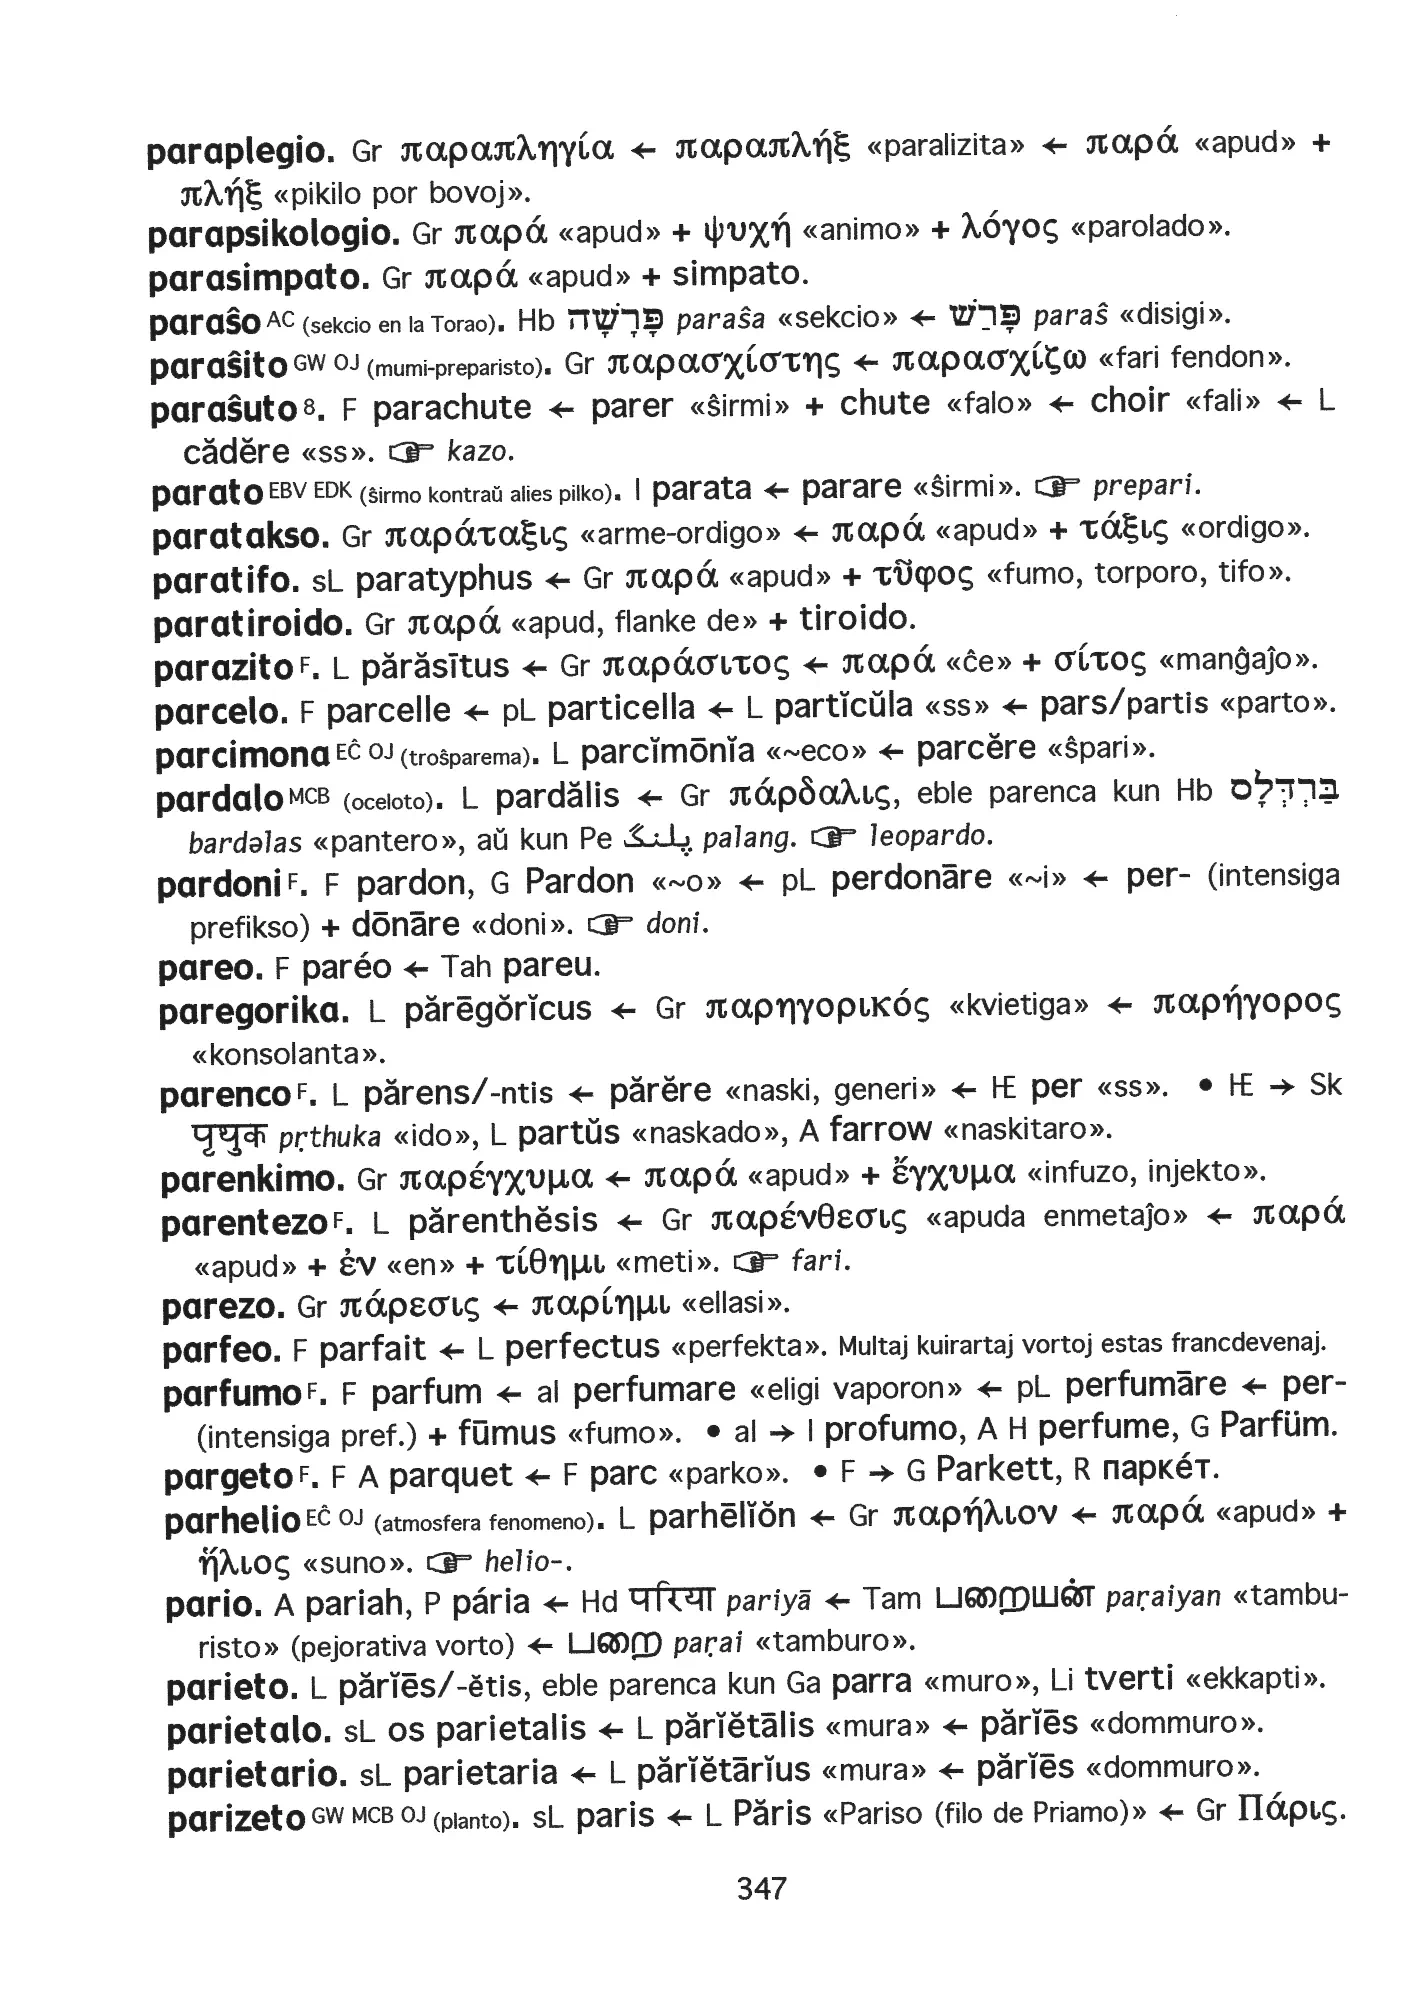 paraplegio. Gr παραπληγία ← παραπλήξ «paralizita» ← παρά «apud» +
πλήξ «pikilo por bovoj».
parapsikologio. Gr παρά «apud» + ψυχή «animo» + λόγος «parolado».
parasimpato. Gr παρά «apud» + simpato.
paraŝo AC (sekcio en la Torao). Hb פָּרָשָׁה paraŝa «sekcio» ← פָּרַשׁ paraŝ «disigi».
paraŝito GW OJ (mumi-preparisto). Gr παρασχίστης ← παρασχίζω «fari fendon».
paraŝuto 8. F parachute ← parer «ŝirmi» + chute «falo» ← choir «fali» ← L
cădĕre «ss». ☞ kazo.
parato EBV EDK (ŝirmo kontraŭ alies pilko). I parata ← parare «ŝirmi». ☞ prepari.
paratakso. Gr παράταξις «arme-ordigo» ← παρά «apud» + τάξις «ordigo».
paratifo. sL paratyphus ← Gr παρά «apud» + τῦφος «fumo, torporo, tifo».
paratiroido. Gr παρά «apud, flanke de» + tiroido.
parazito F. L părăsītus ← Gr παράσιτος ← παρά «ĉe» + σίτος «manĝaĵo».
parcelo. F parcelle ← pL particella ← L partĭcŭla «ss» ← pars/partis «parto».
parcimona EĈ OJ (troŝparema). L parcĭmōnĭa «~eco» ← parcĕre «ŝpari».
pardalo MCB (oceloto). L pardălis ← Gr πάρδαλις, eble parenca kun Hb בַּרְדְּלָס
bardəlas «pantero», aŭ kun Pe پلنگ palang. ☞ leopardo.
pardoni F. F pardon, G Pardon «~o» ← pL perdonāre «~i» ← per- (intensiga
prefikso) + dōnāre «doni». ☞ doni.
pareo. F paréo ← Tah pareu.
paregorika. L părēgŏrĭcus ← Gr παρηγορικός «kvietiga» ← παρήγορος
«konsolanta».
parenco F. L părens/-ntis ← părĕre «naski, generi» ← IE per «ss». • IE → Sk
पृथुक pṛthuka «ido», L partŭs «naskado», A farrow «naskitaro».
parenkimo. Gr παρέγχυμα ← παρά «apud» + ἔγχυμα «infuzo, injekto».
parentezo F. L părenthĕsis ← Gr παρένθεσις «apuda enmetaĵo» ← παρά
«apud» + ἐν «en» + τίθημι «meti». ☞ fari.
parezo. Gr πάρεσις ← παρίημι «ellasi».
parfeo. F parfait ← L perfectus «perfekta». Multaj kuirartaj vortoj estas francdevenaj.
parfumo F. F parfum ← al perfumare «eligi vaporon» ← pL perfumāre ← per-
(intensiga pref.) + fūmus «fumo». • al → I profumo, A H perfume, G Parfüm.
pargeto F. F A parquet ← F parc «parko». • F → G Parkett, R паркéт.
parhelio EĈ OJ (atmosfera fenomeno). L parhēlĭŏn ← Gr παρήλιον ← παρά «apud» +
ἥλιος «suno». ☞ helio-.
pario. A pariah, P pária ← Hd परिया pariyā ← Tam பறையன் paṛaiyan «tambu-
risto» (pejorativa vorto) ← பறை paṛai «tamburo».
parieto. L părĭēs/-ĕtis, eble parenca kun Ga parra «muro», Li tverti «ekkapti».
parietalo. sL os parietalis ← L părĭĕtālis «mura» ← părĭēs «dommuro».
parietario. sL parietaria ← L părĭĕtārĭus «mura» ← părĭēs «dommuro».
parizeto GW MCB OJ (planto). sL paris ← L Păris «Pariso (filo de Priamo)» ← Gr Πάρις.
347